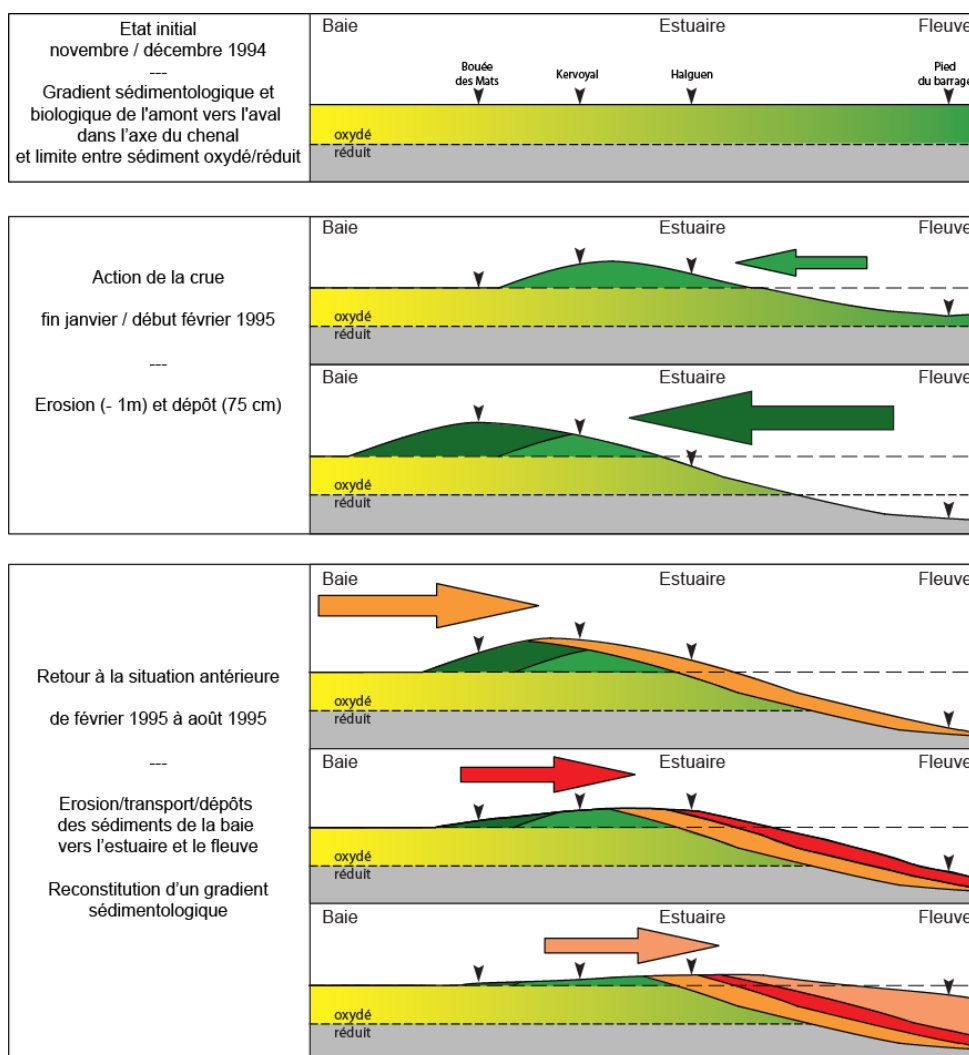 Etat initial
novembre / décembre 1994
---
Gradient sédimentologique et
biologique de l'amont vers l'aval
dans l'axe du chenal
et limite entre sédiment oxydé/réduit
Baie Estuaire Fleuve
Bouée
des Mats
Kervoyal
Halguen
Pied
du barrage
oxydé
réduit
Action de la crue
fin janvier / début février 1995
---
Erosion (- 1m) et dépôt (75 cm)
Baie Estuaire Fleuve
oxydé
réduit
Baie Estuaire Fleuve
oxydé
réduit
Retour à la situation antérieure
de février 1995 à août 1995
---
Erosion/transport/dépôts
des sédiments de la baie
vers l'estuaire et le fleuve
Reconstitution d'un gradient
sédimentologique
Baie Estuaire Fleuve
oxydé
réduit
Baie Estuaire Fleuve
oxydé
réduit
Baie Estuaire Fleuve
oxydé
réduit